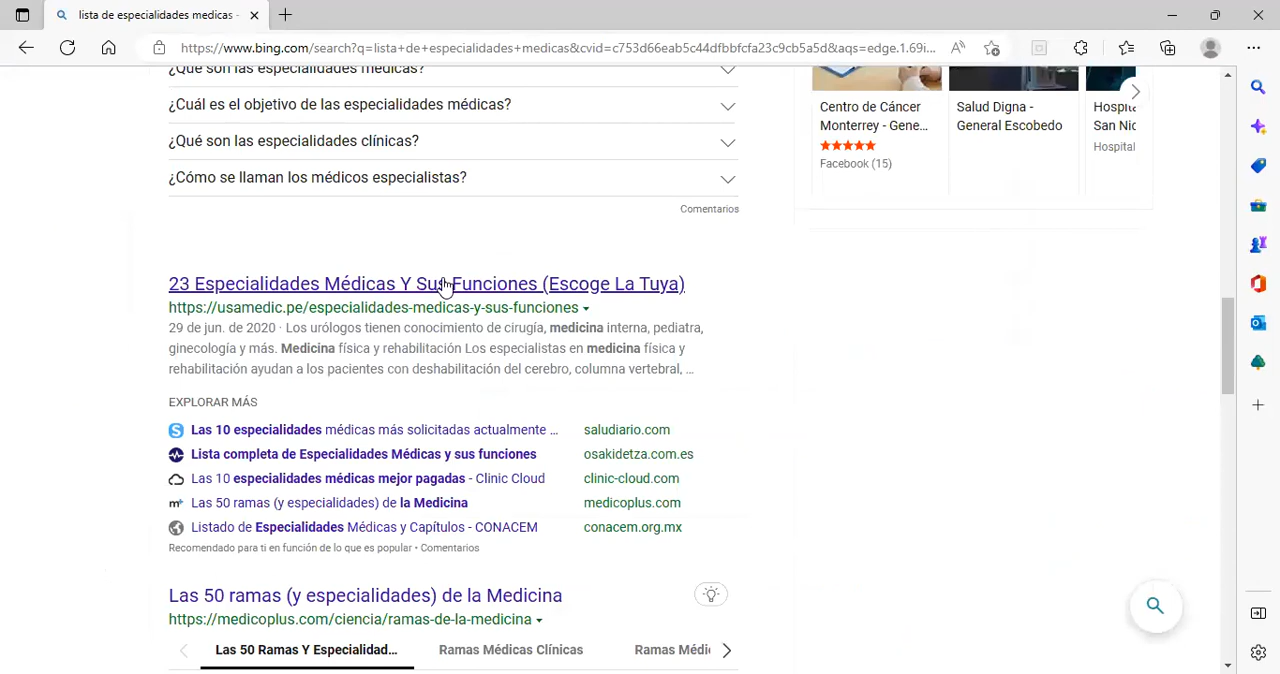 lista de especialidades medicas -
https://www.bing.com/search?q=lista+de+especialidades+medicas&cvid=c753d66eab5c44dfbbfcfa23c9cb5a5d&aqs=edge.1.69i...
¿Qué son las especialidades médicas?
¿Cuál es el objetivo de las especialidades médicas?
¿Qué son las especialidades clínicas?
¿Cómo se llaman los médicos especialistas?
Comentarios
Centro de Cáncer
Monterrey - Gene...
Facebook (15)
Salud Digna -
General Escobedo
Hospita
San Nic
Hospital
23 Especialidades Médicas Y Sus Funciones (Escoge La Tuya)
https://usamedic.pe/especialidades-medicas-y-sus-funciones
29 de jun. de 2020 · Los urólogos tienen conocimiento de cirugía, medicina interna, pediatra,
ginecología y más. Medicina física y rehabilitación Los especialistas en medicina física y
rehabilitación ayudan a los pacientes con deshabilitación del cerebro, columna vertebral, ...
EXPLORAR MÁS
Las 10 especialidades médicas más solicitadas actualmente ... saludiario.com
Lista completa de Especialidades Médicas y sus funciones osakidetza.com.es
Las 10 especialidades médicas mejor pagadas - Clinic Cloud clinic-cloud.com
Las 50 ramas (y especialidades) de la Medicina medicoplus.com
Listado de Especialidades Médicas y Capítulos - CONACEM conacem.org.mx
Recomendado para ti en función de lo que es popular • Comentarios
Las 50 ramas (y especialidades) de la Medicina
https://medicoplus.com/ciencia/ramas-de-la-medicina
Las 50 Ramas Y Especialidad... Ramas Médicas Clínicas Ramas Médi